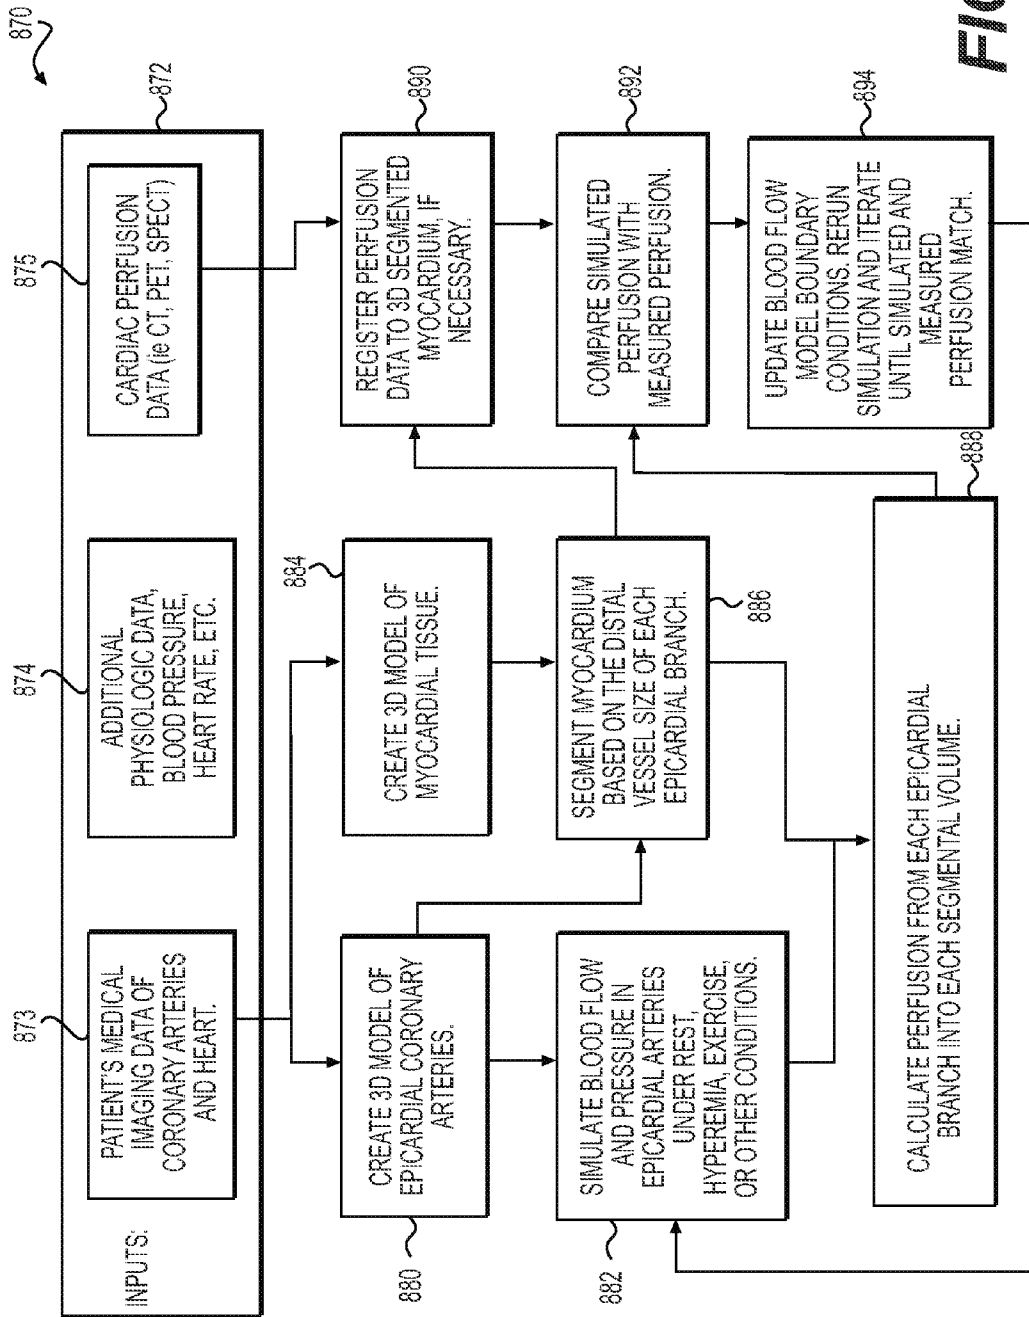 870
872
INPUTS:
873
PATIENT'S MEDICAL
IMAGING DATA OF
CORONARY ARTERIES
AND HEART.
874
ADDITIONAL
PHYSIOLOGIC DATA,
BLOOD PRESSURE,
HEART RATE, ETC.
875
CARDIAC PERFUSION
DATA (ie CT, PET, SPECT)
880
CREATE 3D MODEL OF
EPICARDIAL CORONARY
ARTERIES.
884
CREATE 3D MODEL OF
MYOCARDIAL TISSUE.
890
REGISTER PERFUSION
DATA TO 3D SEGMENTED
MYOCARDIUM, IF
NECESSARY.
882
SIMULATE BLOOD FLOW
AND PRESSURE IN
EPICARDIAL ARTERIES
UNDER REST,
HYPEREMIA, EXERCISE,
OR OTHER CONDITIONS.
886
SEGMENT MYOCARDIUM
BASED ON THE DISTAL
VESSEL SIZE OF EACH
EPICARDIAL BRANCH.
892
COMPARE SIMULATED
PERFUSION WITH
MEASURED PERFUSION.
894
UPDATE BLOOD FLOW
MODEL BOUNDARY
CONDITIONS. RERUN
SIMULATION AND ITERATE
UNTIL SIMULATED AND
MEASURED
PERFUSION MATCH.
888
CALCULATE PERFUSION FROM EACH EPICARDIAL
BRANCH INTO EACH SEGMENTAL VOLUME.